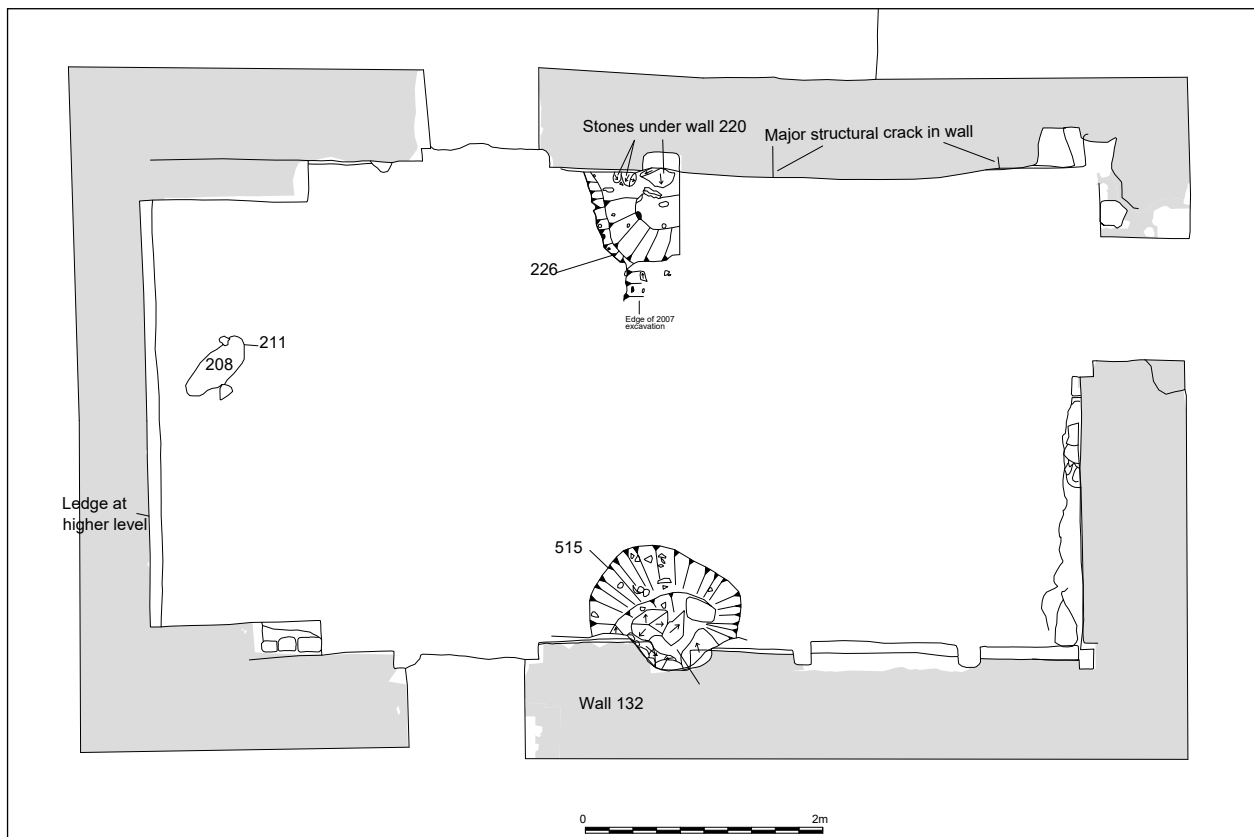 Stones under wall 220
Major structural crack in wall
226
Edge of 2007
excavation
211
208
Ledge at
higher level
515
Wall 132
0
2m